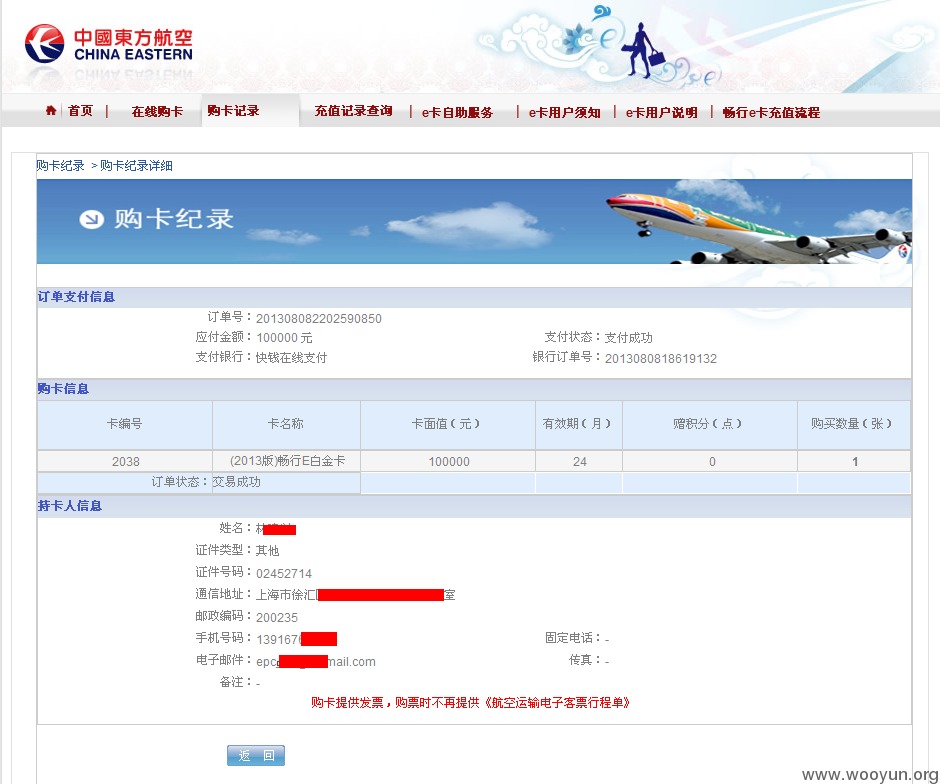 中國東方航空
CHINA EASTERN
首页 | 在线购卡 购卡记录 充值记录查询 | e卡自助服务 | e卡用户须知 | e卡用户说明 | 畅行e卡充值流程
购卡纪录 > 购卡纪录详细
购卡纪录
订单支付信息
订单号： 201308082202590850
应付金额： 100000 元 支付状态： 支付成功
支付银行： 快钱在线支付 银行订单号： 2013080818619132
购卡信息
卡编号 卡名称 卡面值（元） 有效期（月） 赠积分（点） 购买数量（张）
2038 (2013版)畅行E白金卡 100000 24 0 1
订单状态： 交易成功
持卡人信息
姓名：
证件类型： 其他
证件号码： 02452714
通信地址： 上海市徐汇 室
邮政编码： 200235
手机号码： 139167 固定电话： -
电子邮件： epc mail.com 传真： -
备注： -
购卡提供发票，购票时不再提供《航空运输电子客票行程单》
返 回
www.wooyun.org